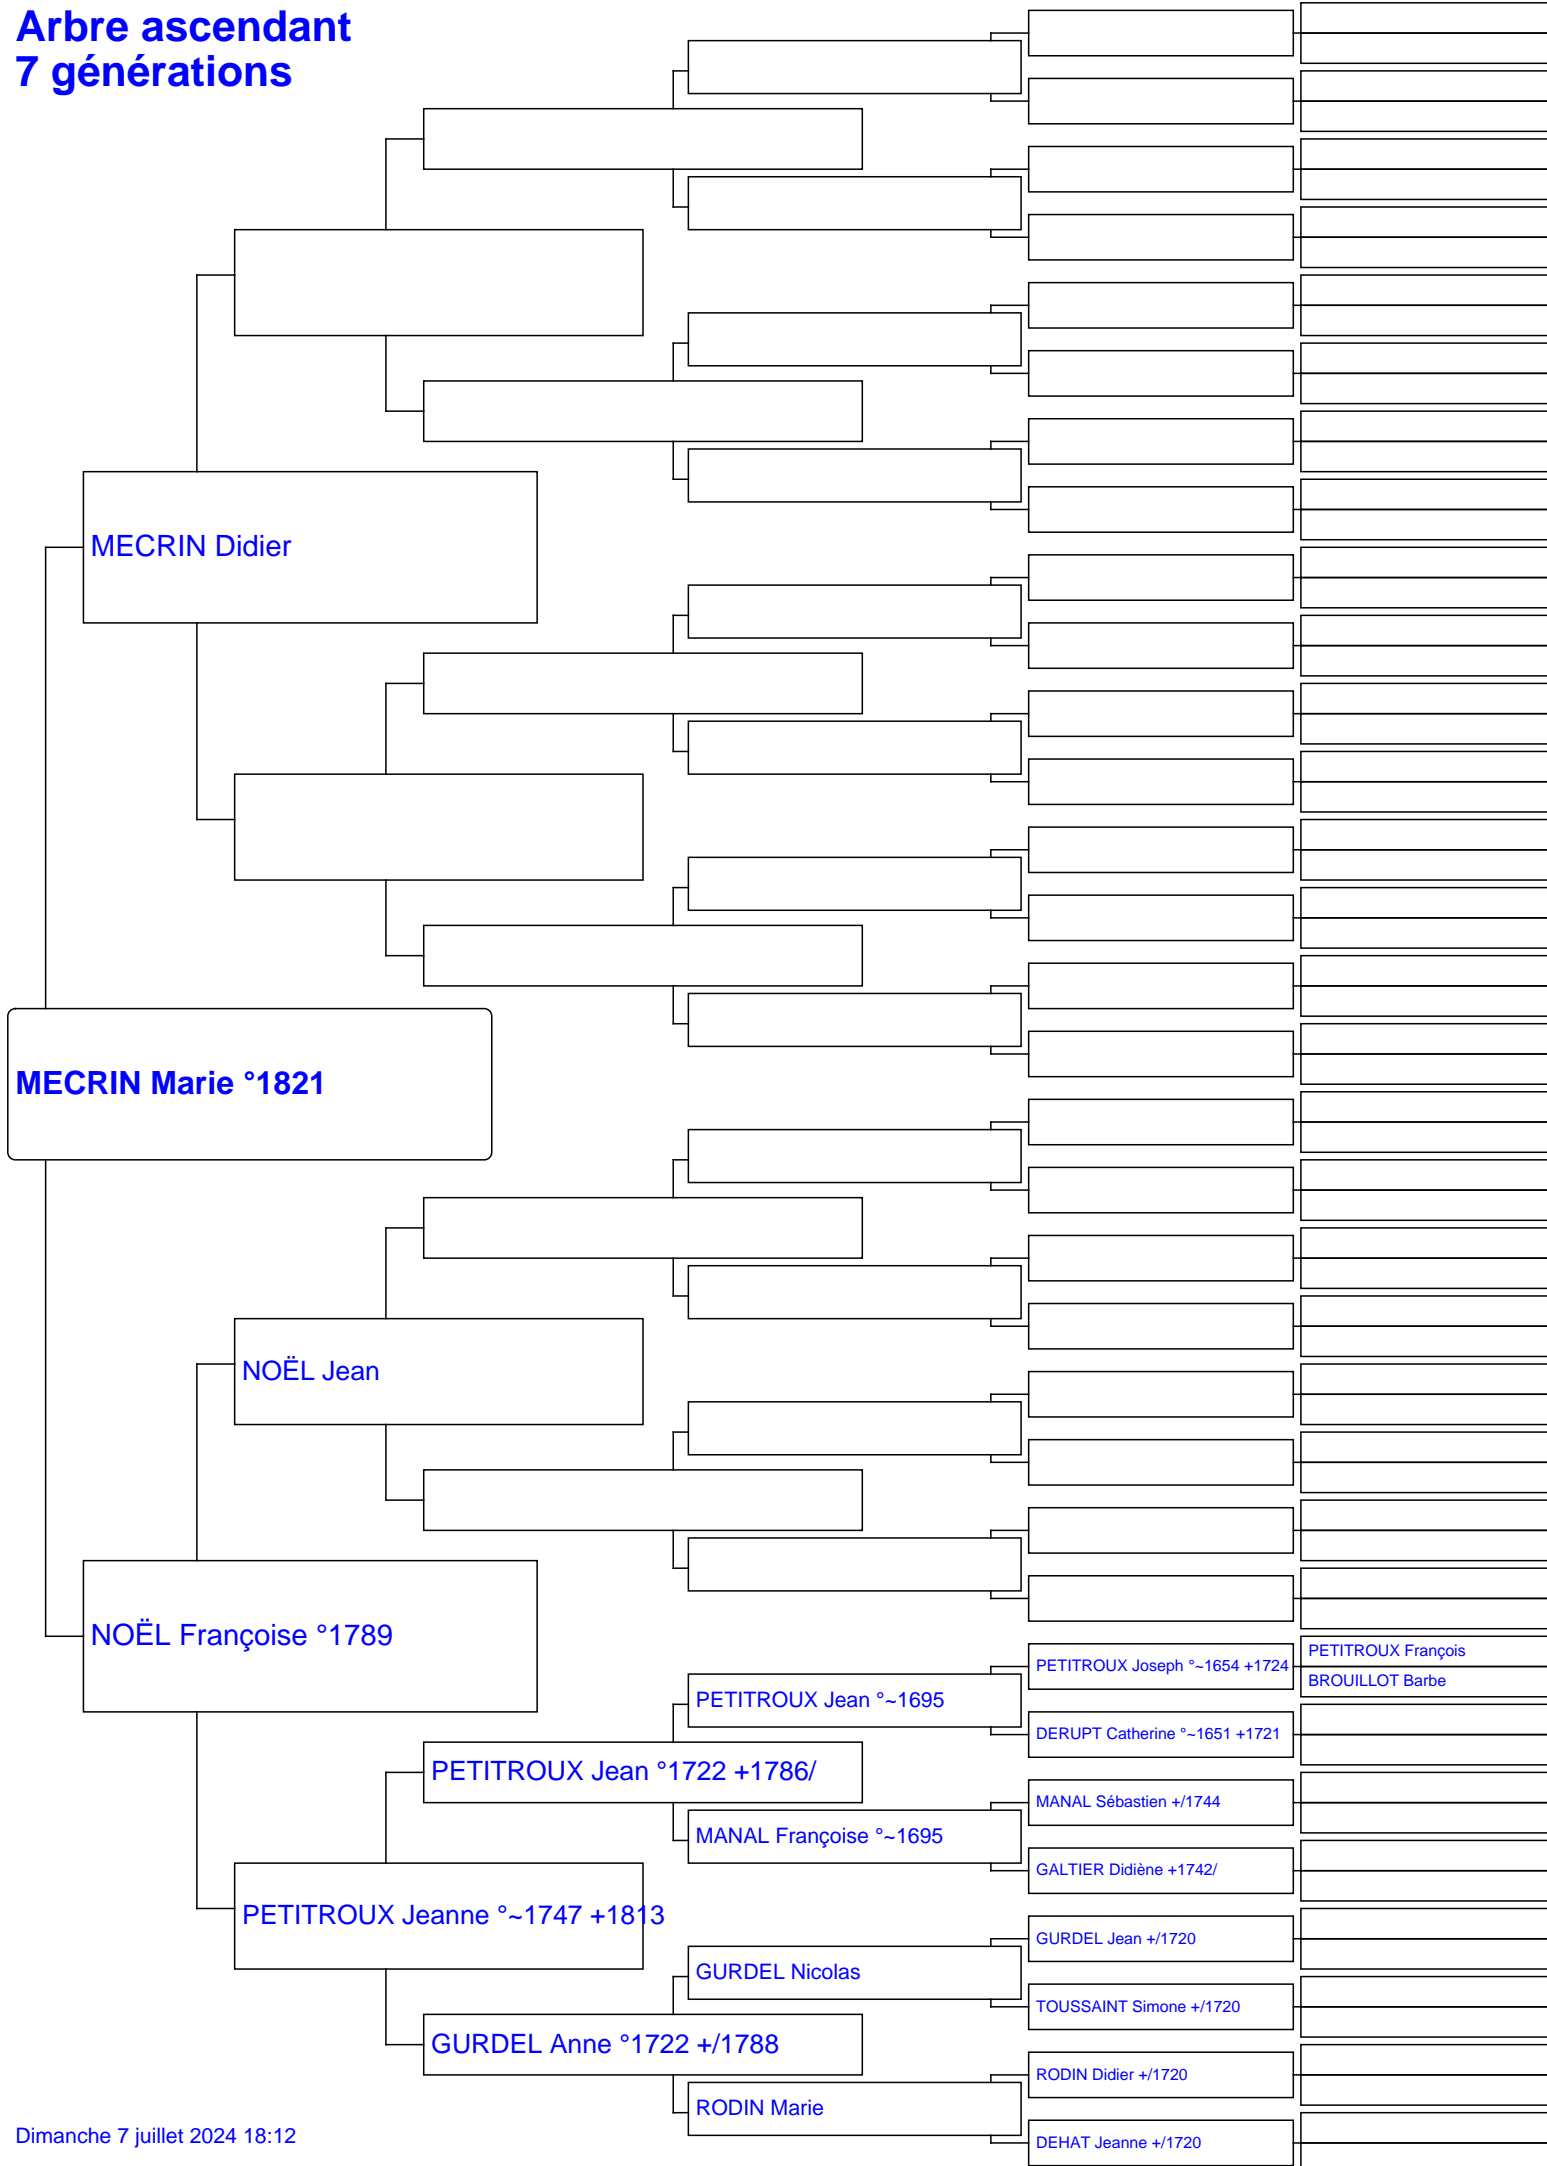 Arbre ascendant
7 générations
MECRIN Didier
MECRIN Marie °1821
NOËL Jean
NOËL Françoise °1789
PETITROUX Joseph °~1654 +1724
PETITROUX François
BROUILLOT Barbe
PETITROUX Jean °~1695
DERUPT Catherine °~1651 +1721
PETITROUX Jean °1722 +1786/
MANAL Sébastien +/1744
MANAL Françoise °~1695
GALTIER Didiène +1742/
PETITROUX Jeanne °~1747 +1813
GURDEL Jean +/1720
GURDEL Nicolas
TOUSSAINT Simone +/1720
GURDEL Anne °1722 +/1788
RODIN Didier +/1720
RODIN Marie
DEHAT Jeanne +/1720
Dimanche 7 juillet 2024 18:12